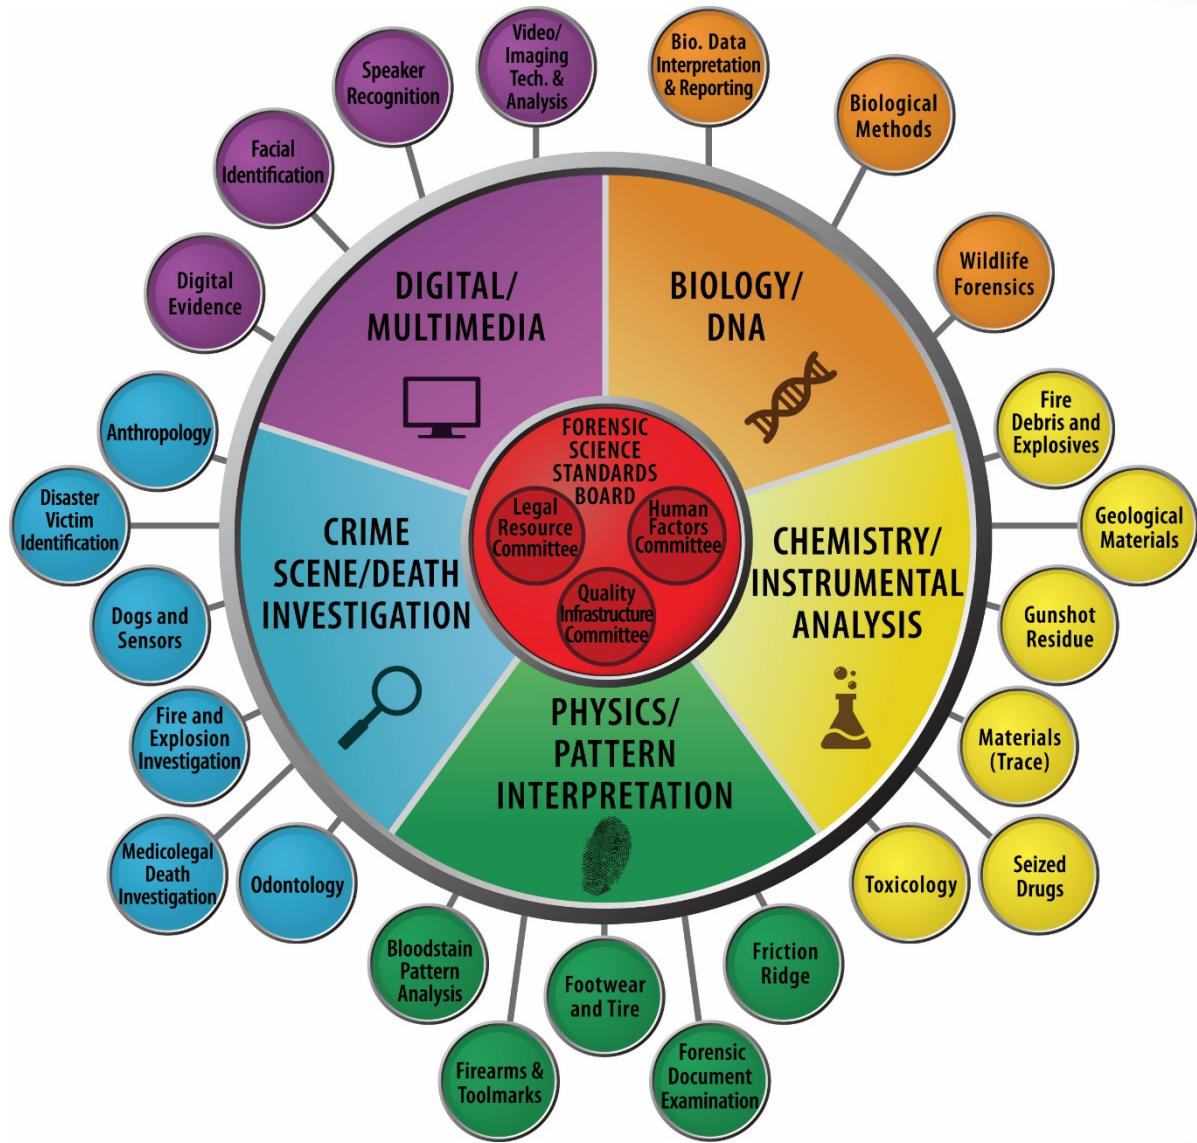 Video/
Imaging
Tech. &
Analysis
Bio. Data
Interpretation
& Reporting
Speaker
Recognition
Biological
Methods
Facial
Identification
Wildlife
Forensics
Digital
Evidence
DIGITAL/
MULTIMEDIA
BIOLOGY/
DNA
Anthropology
Fire
Debris and
Explosives
FORENSIC
SCIENCE
STANDARDS
BOARD
Legal
Resource
Committee
Human
Factors
Committee
Quality
Infrastructure
Committee
Disaster
Victim
Identification
Geological
Materials
CRIME
SCENE/DEATH
INVESTIGATION
CHEMISTRY/
INSTRUMENTAL
ANALYSIS
Dogs and
Sensors
Gunshot
Residue
Fire and
Explosion
Investigation
PHYSICS/
PATTERN
INTERPRETATION
Materials
(Trace)
Medicolegal
Death
Investigation
Odontology
Toxicology
Seized
Drugs
Bloodstain
Pattern
Analysis
Footwear
and Tire
Friction
Ridge
Firearms &
Toolmarks
Forensic
Document
Examination